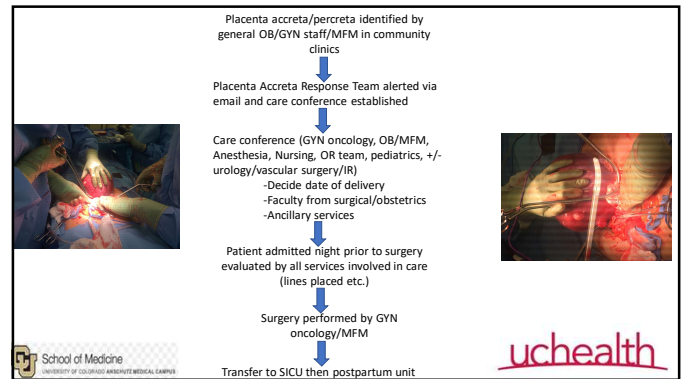 Placenta accreta/percreta identified by
general OB/GYN staff/MFM in community
clinics
Placenta Accreta Response Team alerted via
email and care conference established
Care conference (GYN oncology, OB/MFM,
Anesthesia, Nursing, OR team, pediatrics, +/-
urology/vascular surgery/IR)
-Decide date of delivery
-Faculty from surgical/obstetrics
-Ancillary services
Patient admitted night prior to surgery
evaluated by all services involved in care
(lines placed etc.)
Surgery performed by GYN
oncology/MFM
Transfer to SICU then postpartum unit
CU
School of Medicine
UNIVERSITY OF COLORADO ANSCHUTZ MEDICAL CAMPUS
uchealth